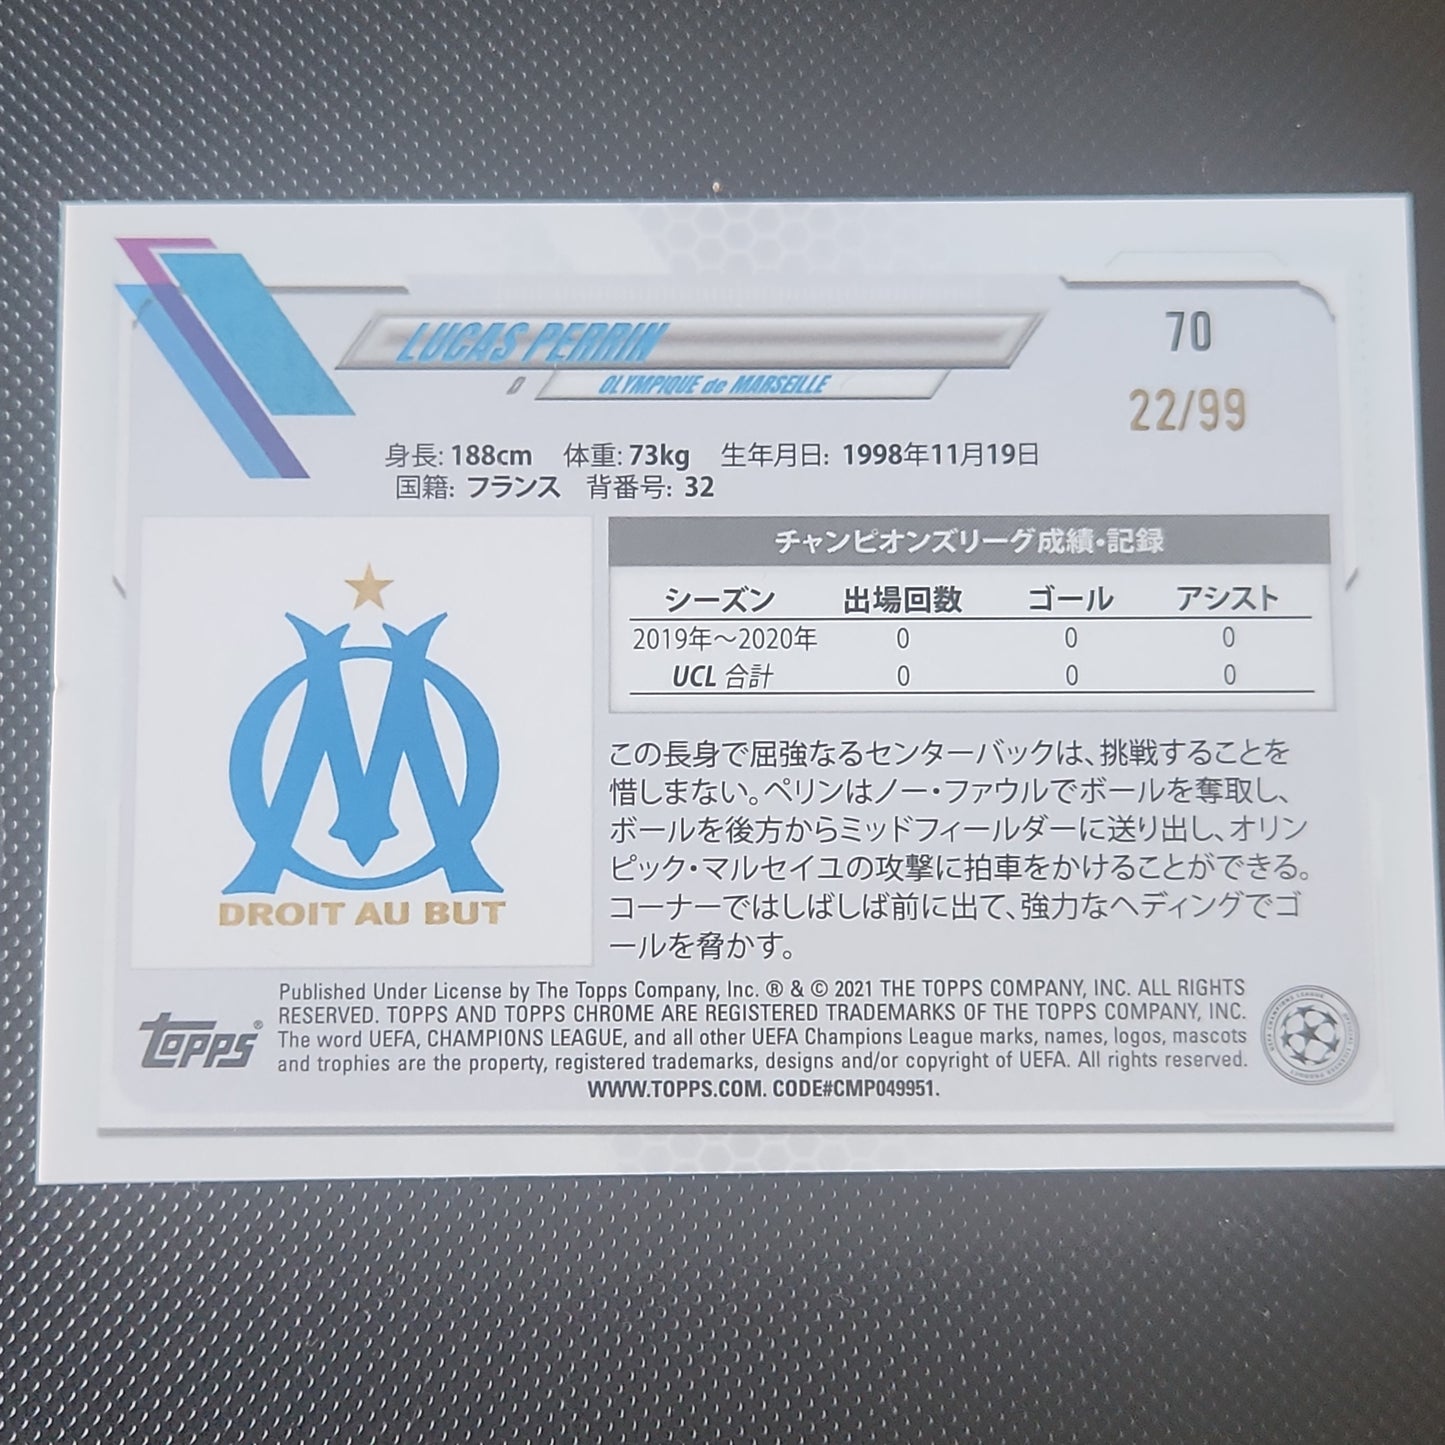 LUCAS PERRIN
70
D OLYMPIQUE de MARSEILLE
22/99
身長: 188cm 体重: 73kg 生年月日: 1998年11月19日
国籍: フランス 背番号: 32
チャンピオンズリーグ成績・記録
シーズン 出場回数 ゴール アシスト
2019年〜2020年 0 0 0
UCL 合計 0 0 0
DROIT AU BUT
この長身で屈強なるセンターバックは、挑戦することを
惜しまない。ペリンはノー・ファウルでボールを奪取し、
ボールを後方からミッドフィールダーに送り出し、オリン
ピック・マルセイユの攻撃に拍車をかけることができる。
コーナーではしばしば前に出て、強力なヘディングでゴ
ールを脅かす。
topps®
Published Under License by The Topps Company, Inc. ® & © 2021 THE TOPPS COMPANY, INC. ALL RIGHTS
RESERVED. TOPPS AND TOPPS CHROME ARE REGISTERED TRADEMARKS OF THE TOPPS COMPANY, INC.
The word UEFA, CHAMPIONS LEAGUE, and all other UEFA Champions League marks, names, logos, mascots
and trophies are the property, registered trademarks, designs and/or copyright of UEFA. All rights reserved.
WWW.TOPPS.COM. CODE#CMP049951.